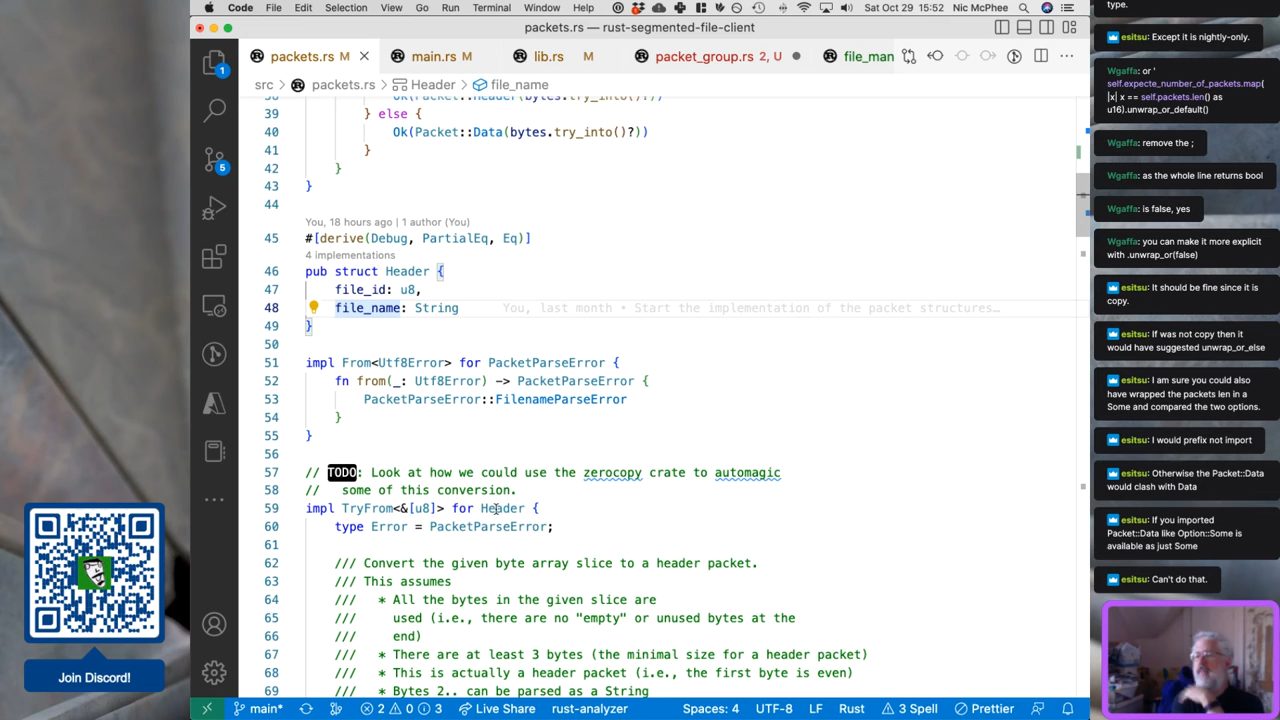 Code File Edit Selection View Go Run Terminal Window Help
Sat Oct 29 15:52 Nic McPhee
packets.rs — rust-segmented-file-client
packets.rs M main.rs M lib.rs M packet_group.rs 2, U file_man
src > packets.rs > Header > file_name
38 Ok(Packet::Header(bytes.try_into()?))
39 } else {
40 Ok(Packet::Data(bytes.try_into()?))
41 }
42 }
43 }
44
You, 18 hours ago | 1 author (You)
45 #[derive(Debug, PartialEq, Eq)]
4 implementations
46 pub struct Header {
47 file_id: u8,
48 file_name: String You, last month • Start the implementation of the packet structures…
49 }
50
51 impl From<Utf8Error> for PacketParseError {
52 fn from(_: Utf8Error) -> PacketParseError {
53 PacketParseError::FilenameParseError
54 }
55 }
56
57 // TODO: Look at how we could use the zerocopy crate to automagic
58 // some of this conversion.
59 impl TryFrom<&[u8]> for Header {
60 type Error = PacketParseError;
61
62 /// Convert the given byte array slice to a header packet.
63 /// This assumes
64 /// * All the bytes in the given slice are
65 /// used (i.e., there are no "empty" or unused bytes at the
66 /// end)
67 /// * There are at least 3 bytes (the minimal size for a header packet)
68 /// * This is actually a header packet (i.e., the first byte is even)
69 /// * Bytes 2.. can be parsed as a String
1
5
main* 2 0 3 Live Share rust-analyzer Spaces: 4 UTF-8 LF Rust 3 Spell Prettier
Join Discord!
type.
esitsu: Except it is nightly-only.
Wgaffa: or '
self.expecte_number_of_packets.map(
|x| x == self.packets.len() as
u16).unwrap_or_default()
Wgaffa: remove the ;
Wgaffa: as the whole line returns bool
Wgaffa: is false, yes
Wgaffa: you can make it more explicit
with .unwrap_or(false)
esitsu: It should be fine since it is
copy.
esitsu: If was not copy then it
would have suggested unwrap_or_else
esitsu: I am sure you could also
have wrapped the packets len in a
Some and compared the two options.
esitsu: I would prefix not import
esitsu: Otherwise the Packet::Data
would clash with Data
esitsu: If you imported
Packet::Data like Option::Some is
available as just Some
esitsu: Can't do that.